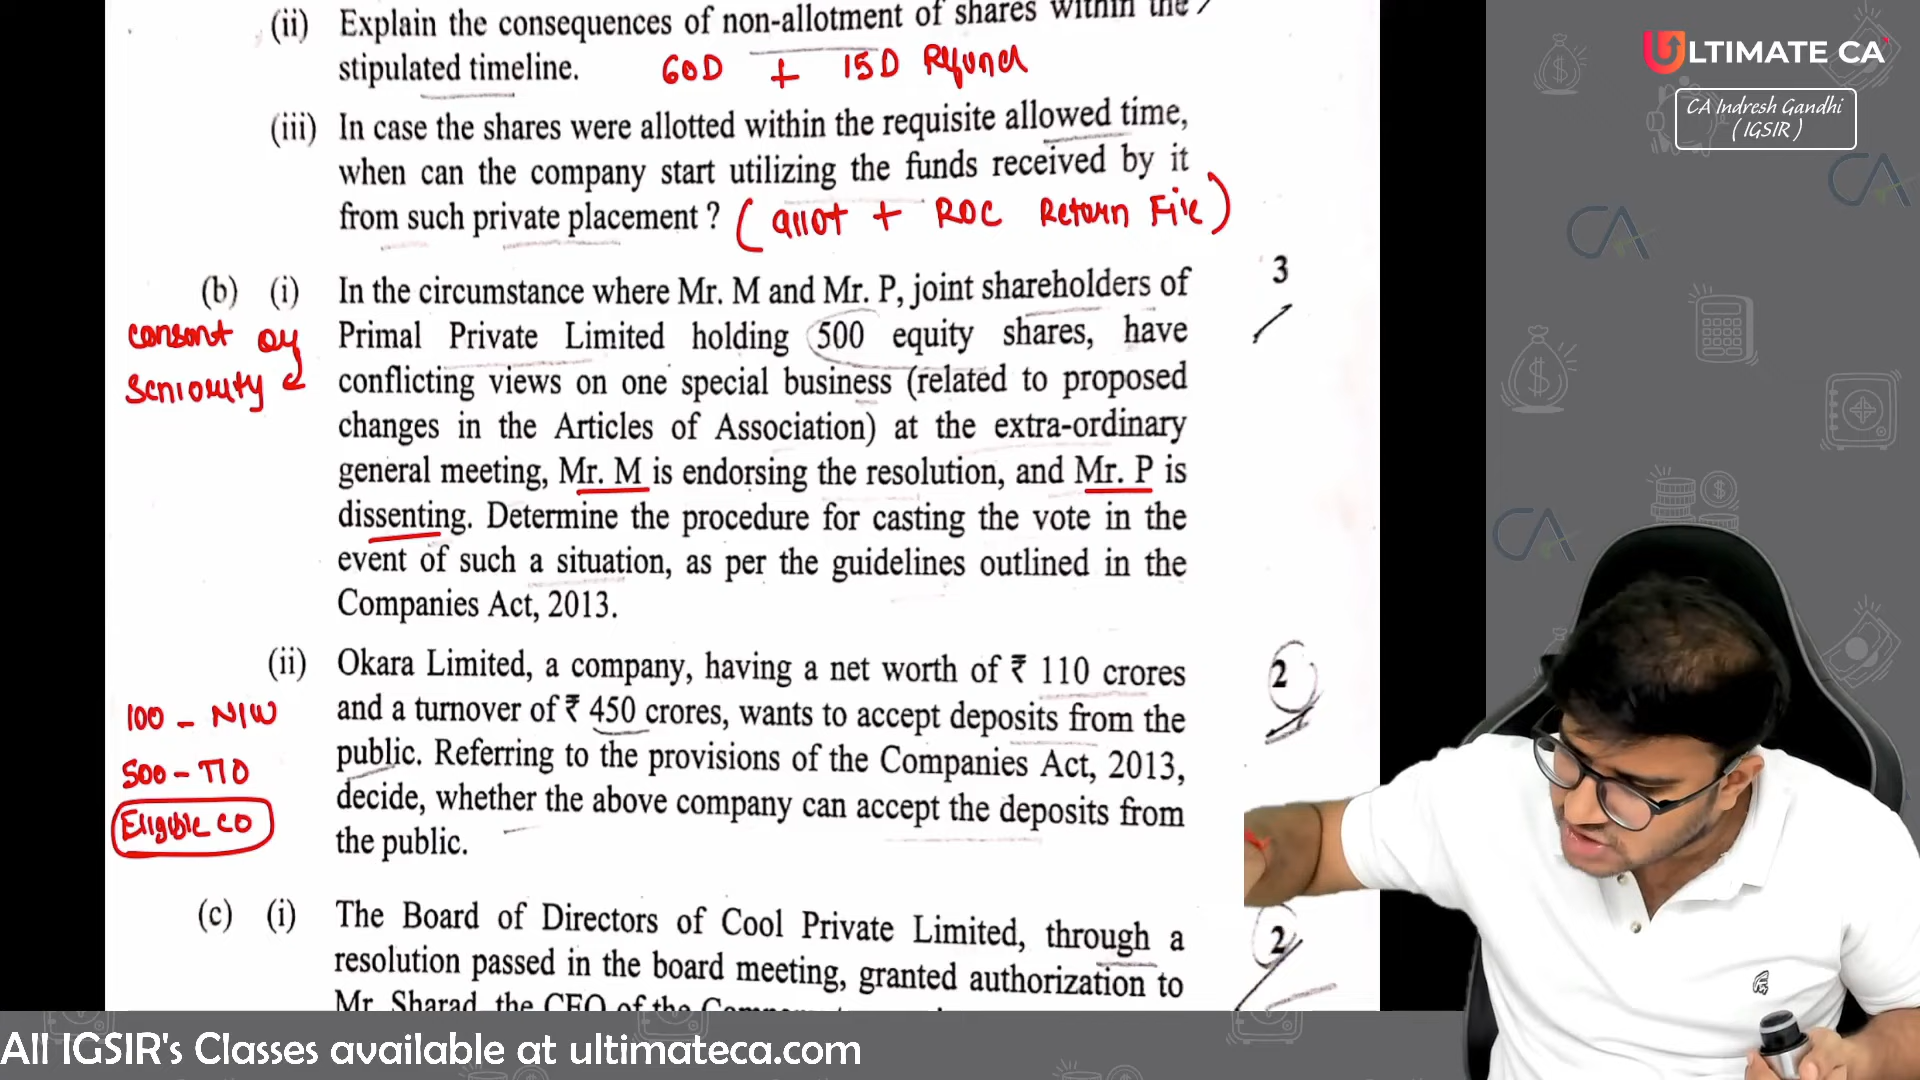 (ii) Explain the consequences of non-allotment of shares within the
stipulated timeline. 60D + 15D Refund
(iii) In case the shares were allotted within the requisite allowed time,
when can the company start utilizing the funds received by it
from such private placement ? (allot + ROC Return File)
(b) (i) In the circumstance where Mr. M and Mr. P, joint shareholders of 3
Primal Private Limited holding 500 equity shares, have
conflicting views on one special business (related to proposed
changes in the Articles of Association) at the extra-ordinary
general meeting, Mr. M is endorsing the resolution, and Mr. P is
dissenting. Determine the procedure for casting the vote in the
event of such a situation, as per the guidelines outlined in the
Companies Act, 2013.
seniority
(ii) Okara Limited, a company, having a net worth of ₹ 110 crores 2
and a turnover of ₹ 450 crores, wants to accept deposits from the
public. Referring to the provisions of the Companies Act, 2013,
decide, whether the above company can accept the deposits from
the public.
100 - N/W
500 - T/O
Eligible CO
(c) (i) The Board of Directors of Cool Private Limited, through a 2
resolution passed in the board meeting, granted authorization to
Mr. Sharad, the CEO of the
ULTIMATE CA
CA Indresh Gandhi
( IGSIR )
CA
CA
CA
All IGSIR's Classes available at ultimateca.com